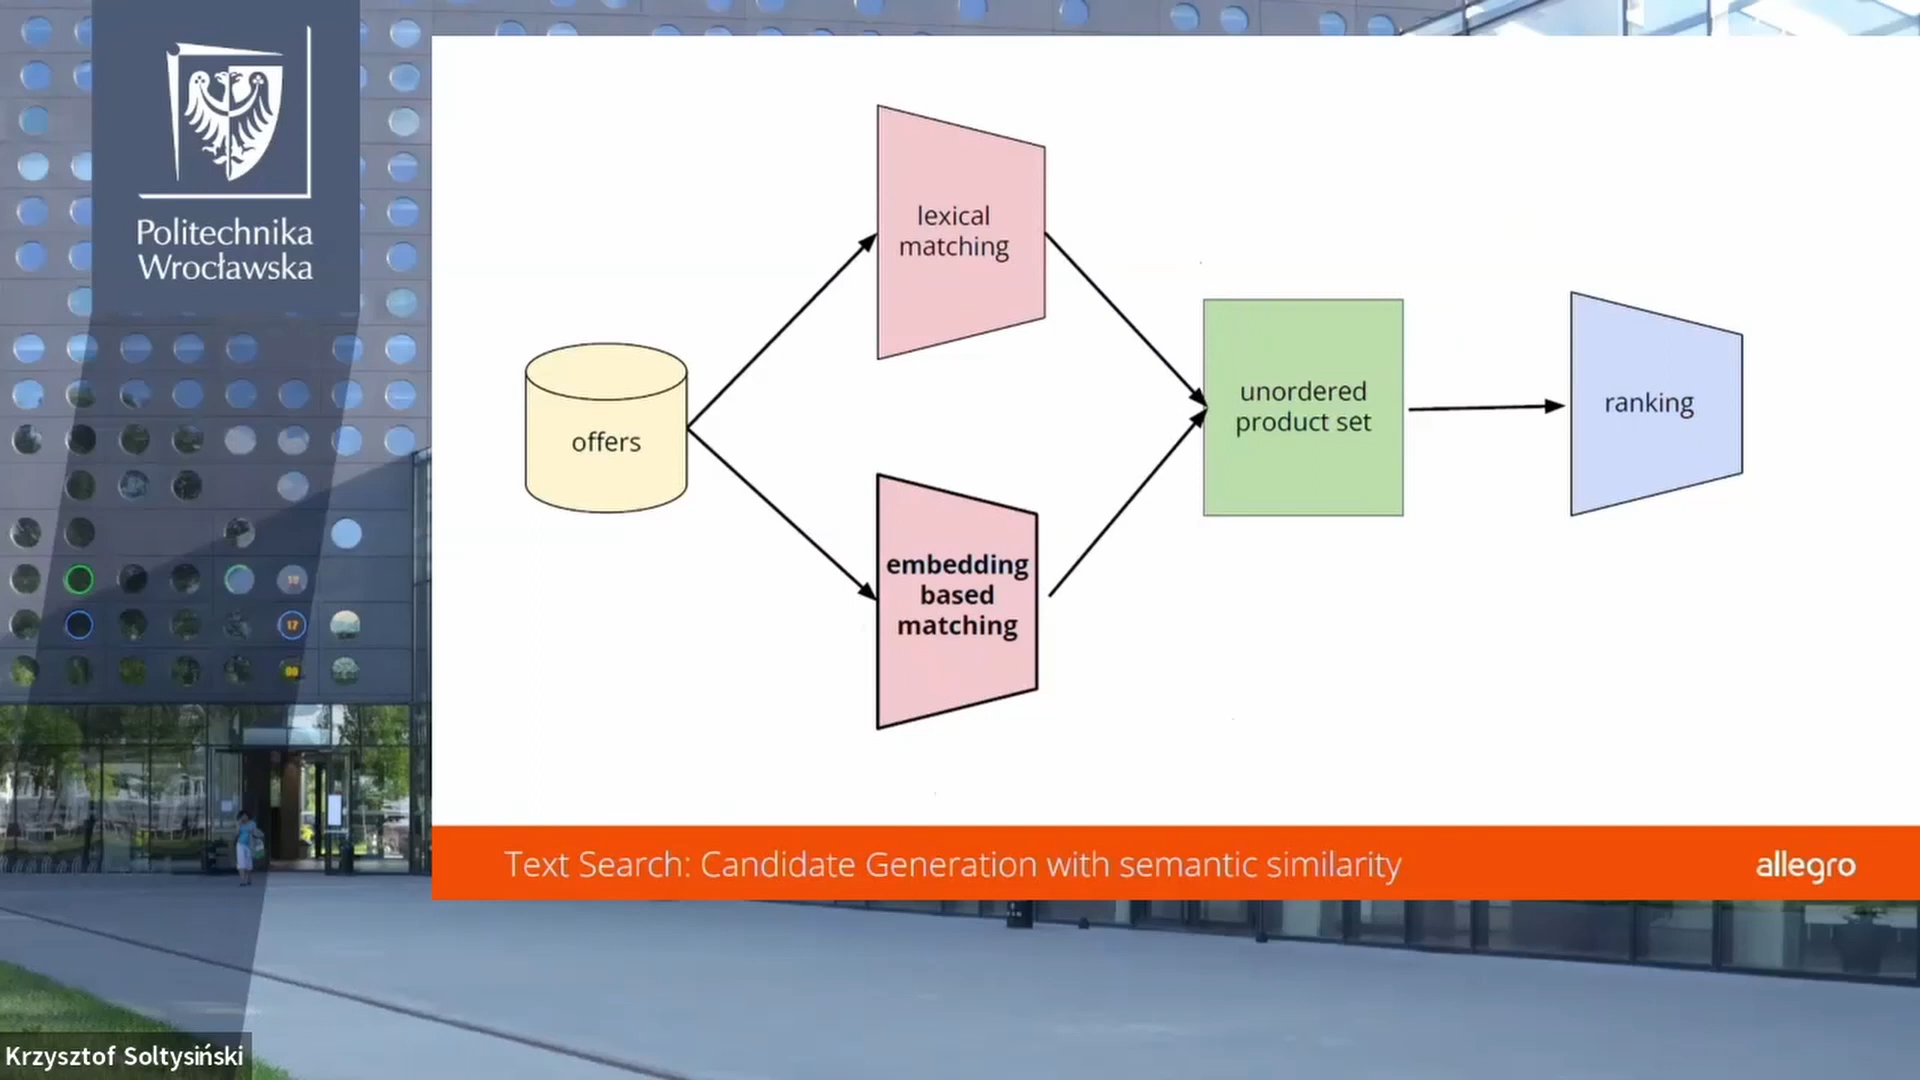 Politechnika
Wrocławska
lexical
matching
offers
embedding
based
matching
unordered
product set
ranking
Text Search: Candidate Generation with semantic similarity
allegro
Krzysztof Soltysiński